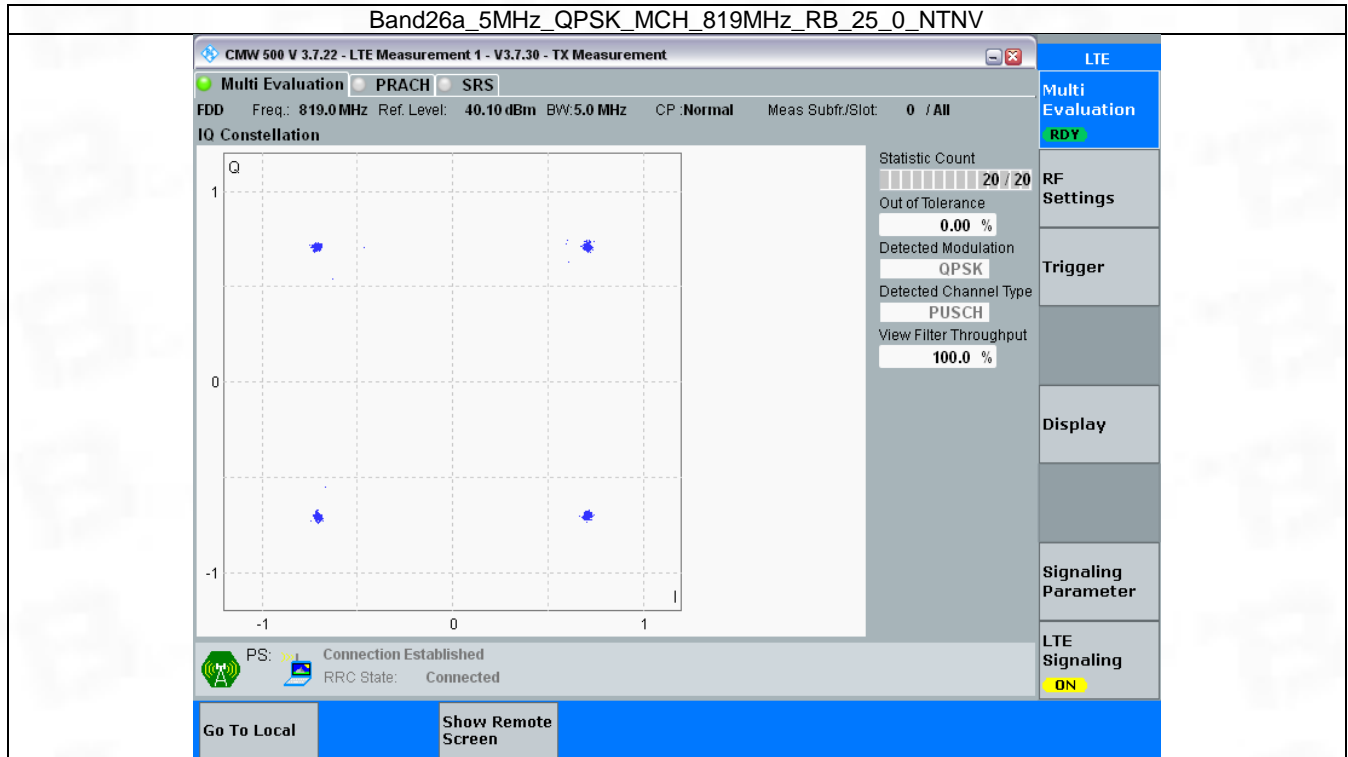 Band26a_5MHz_QPSK_MCH_819MHz_RB_25_0_NTNV
CMW 500 V 3.7.22 - LTE Measurement 1 - V3.7.30 - TX Measurement
LTE
Multi Evaluation PRACH SRS
Multi
Evaluation
RDY
FDD Freq.: 819.0 MHz Ref. Level: 40.10 dBm BW:5.0 MHz CP :Normal Meas Subfr./Slot: 0 / All
IQ Constellation
Q
1
0
-1
-1 0 1
I
Statistic Count
20 / 20
Out of Tolerance
0.00 %
Detected Modulation
QPSK
Detected Channel Type
PUSCH
View Filter Throughput
100.0 %
RF
Settings
Trigger
Display
Signaling
Parameter
LTE
Signaling
ON
PS: Connection Established
RRC State: Connected
Go To Local
Show Remote
Screen